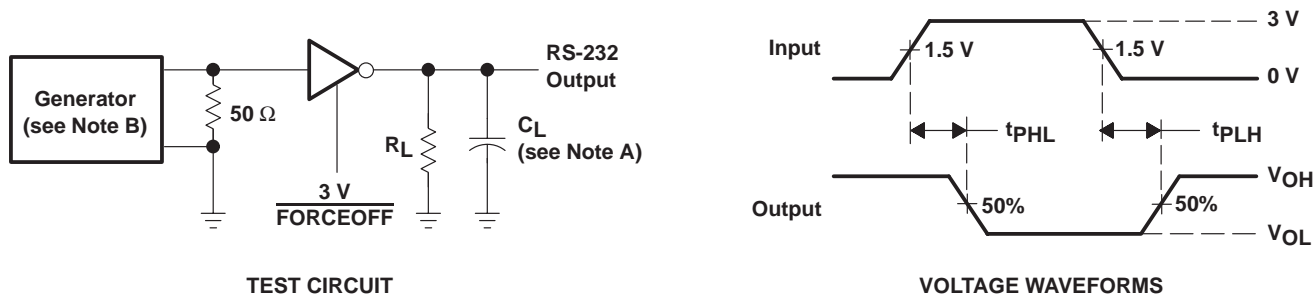 Generator
(see Note B)
50 Ω
3 V
FORCEOFF
RL
CL
(see Note A)
RS-232
Output
TEST CIRCUIT
Input
1.5 V
1.5 V
3 V
0 V
tPHL
tPLH
Output
50%
50%
VOH
VOL
VOLTAGE WAVEFORMS